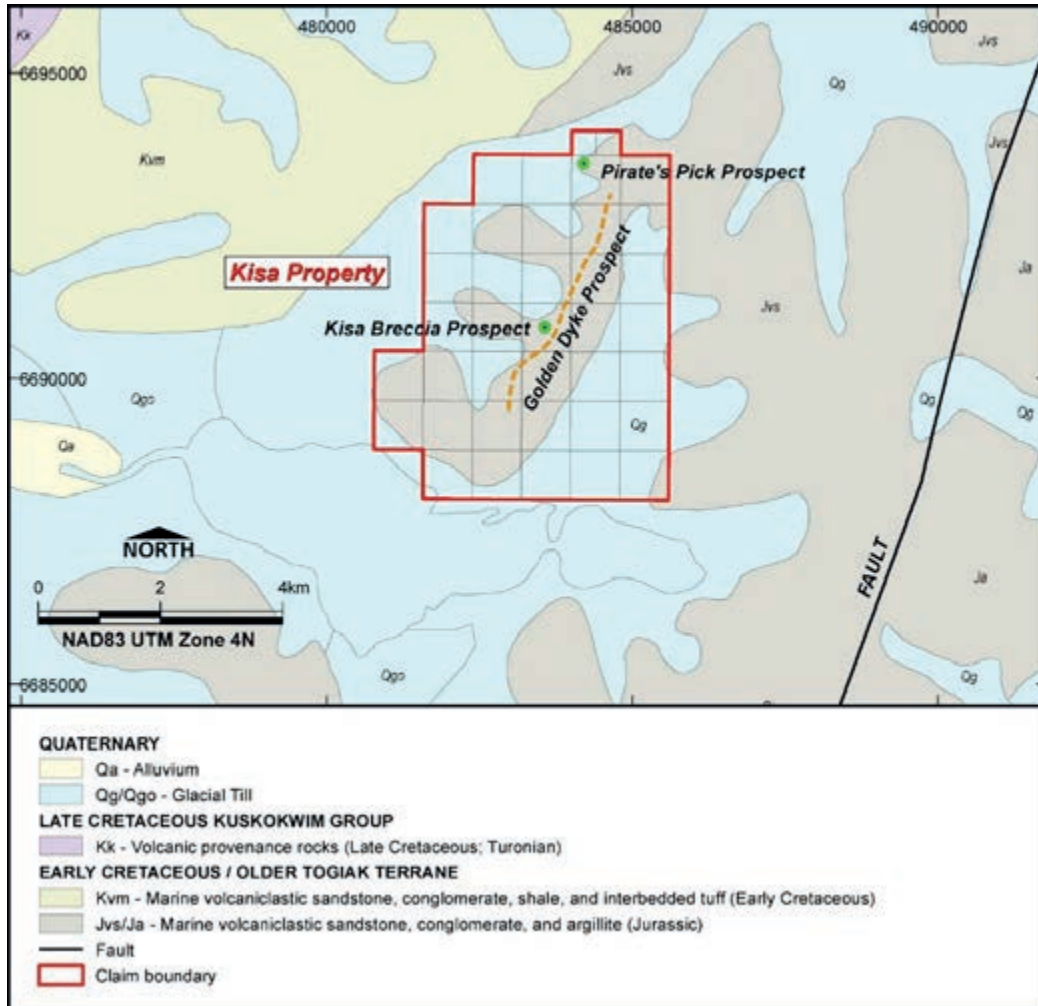 480000 485000 490000
Kk
Jvs
6695000
Jvs
Qg
Jvs
Kvm
Pirate's Pick Prospect
Kisa Property
Golden Dyke Prospect
Ja
Jvs
Kisa Breccia Prospect
6690000
Qgo
Qg
Qg
Qg
Qa
NORTH
FAULT
0 2 4km
Ja
NAD83 UTM Zone 4N
Qgo
Qg
6685000
QUATERNARY
Qa - Alluvium
Qg/Qgo - Glacial Till
LATE CRETACEOUS KUSKOKWIM GROUP
Kk - Volcanic provenance rocks (Late Cretaceous; Turonian)
EARLY CRETACEOUS / OLDER TOGIAK TERRANE
Kvm - Marine volcaniclastic sandstone, conglomerate, shale, and interbedded tuff (Early Cretaceous)
Jvs/Ja - Marine volcaniclastic sandstone, conglomerate, and argillite (Jurassic)
Fault
Claim boundary